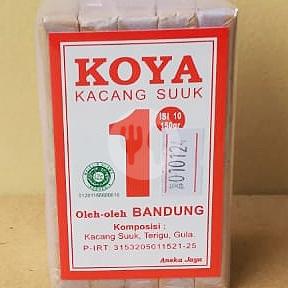 KOYA
KACANG SUUK
1
ISI 10
150gr
010124
Oleh-oleh BANDUNG
Komposisi :
Kacang Suuk, Terigu, Gula.
P-IRT: 3153205011521-25
Aneka Jaya